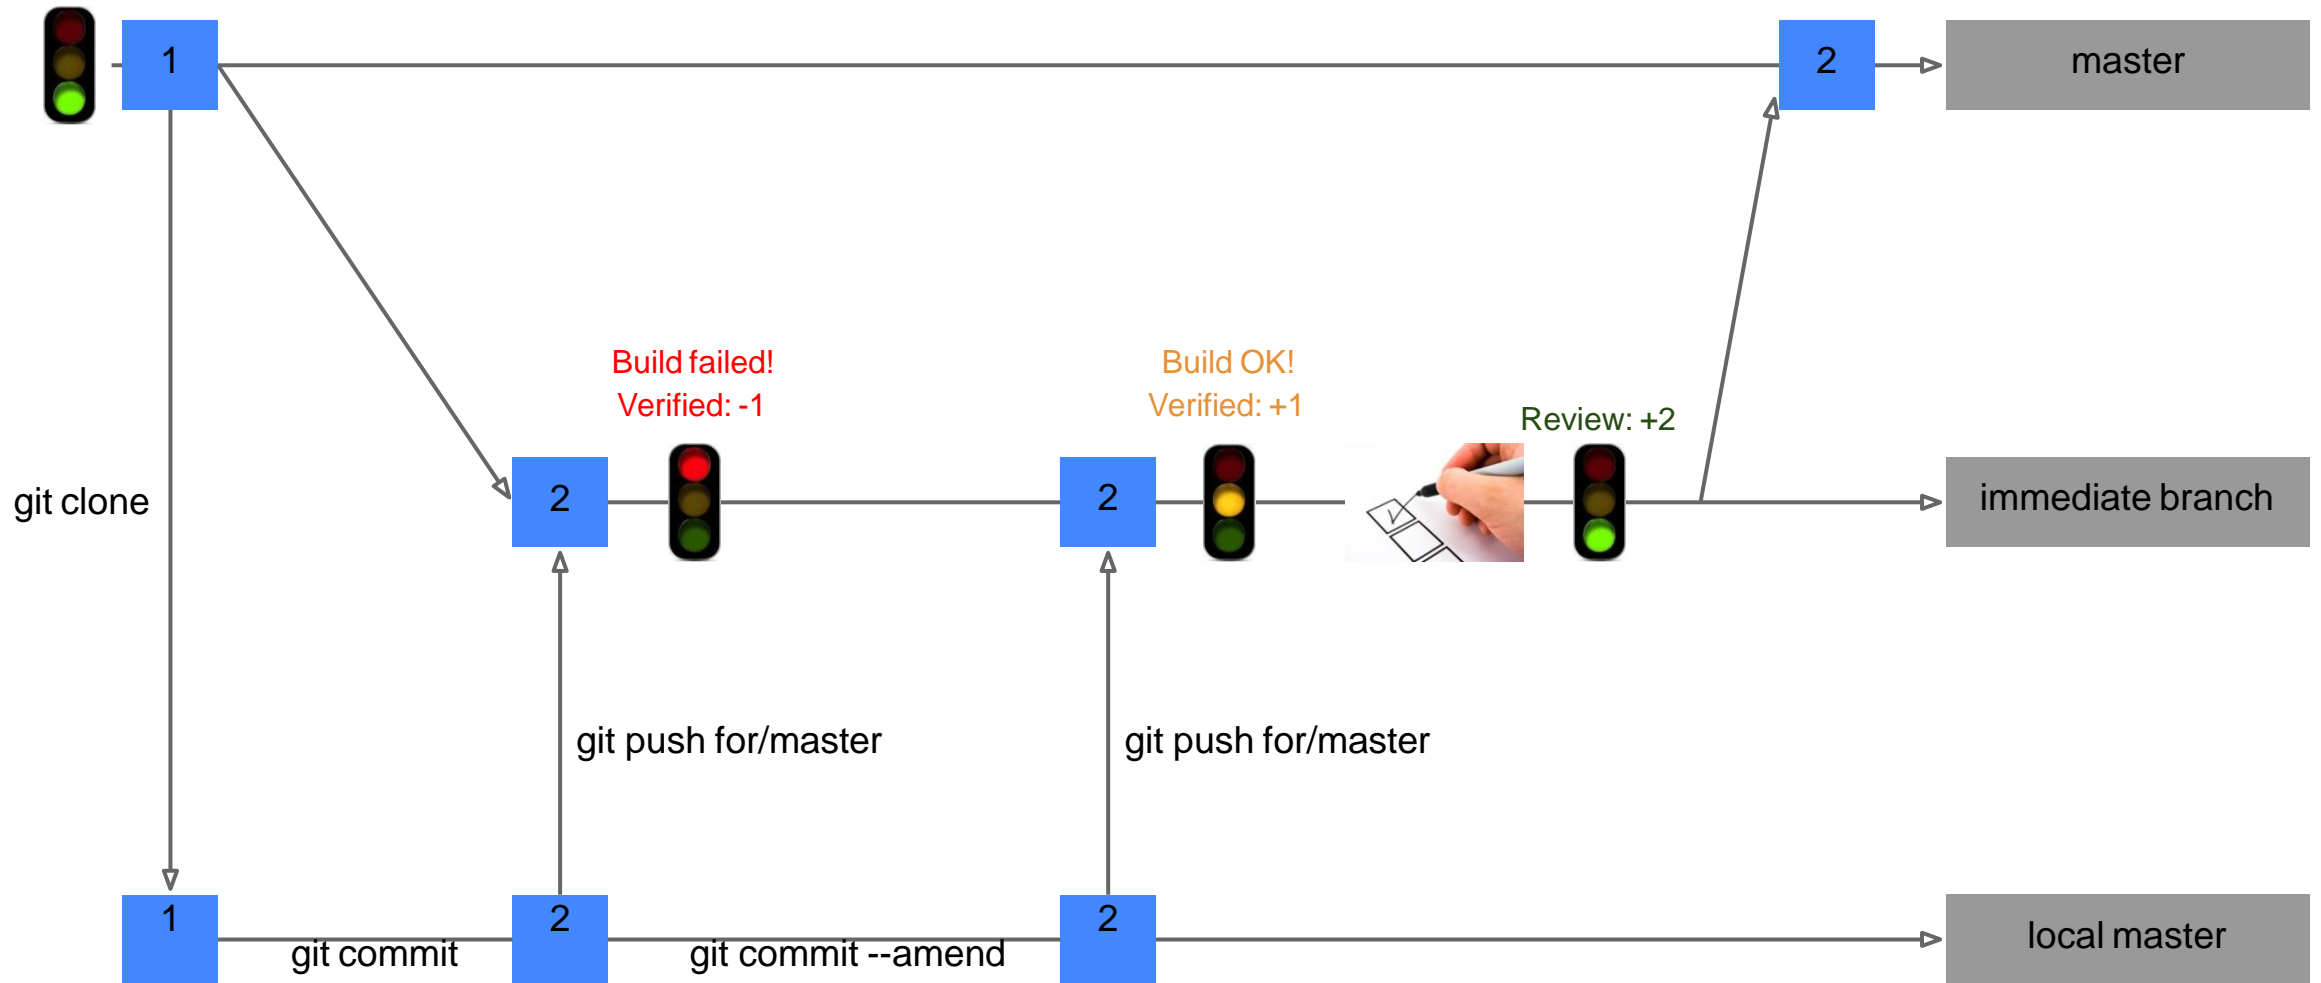 1
2
master
Build failed!
Verified: -1
Build OK!
Verified: +1
Review: +2
git clone
2
2
immediate branch
git push for/master
git push for/master
1
2
2
local master
git commit
git commit --amend